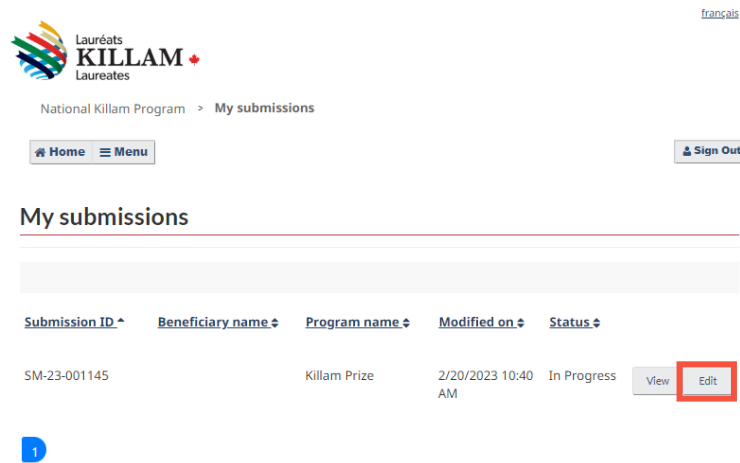 français
Lauréats
KILLAM
Laureates
National Killam Program > My submissions
Home Menu
Sign Out
My submissions
Submission ID Beneficiary name Program name Modified on Status
SM-23-001145 Killam Prize 2/20/2023 10:40 AM In Progress View Edit
1